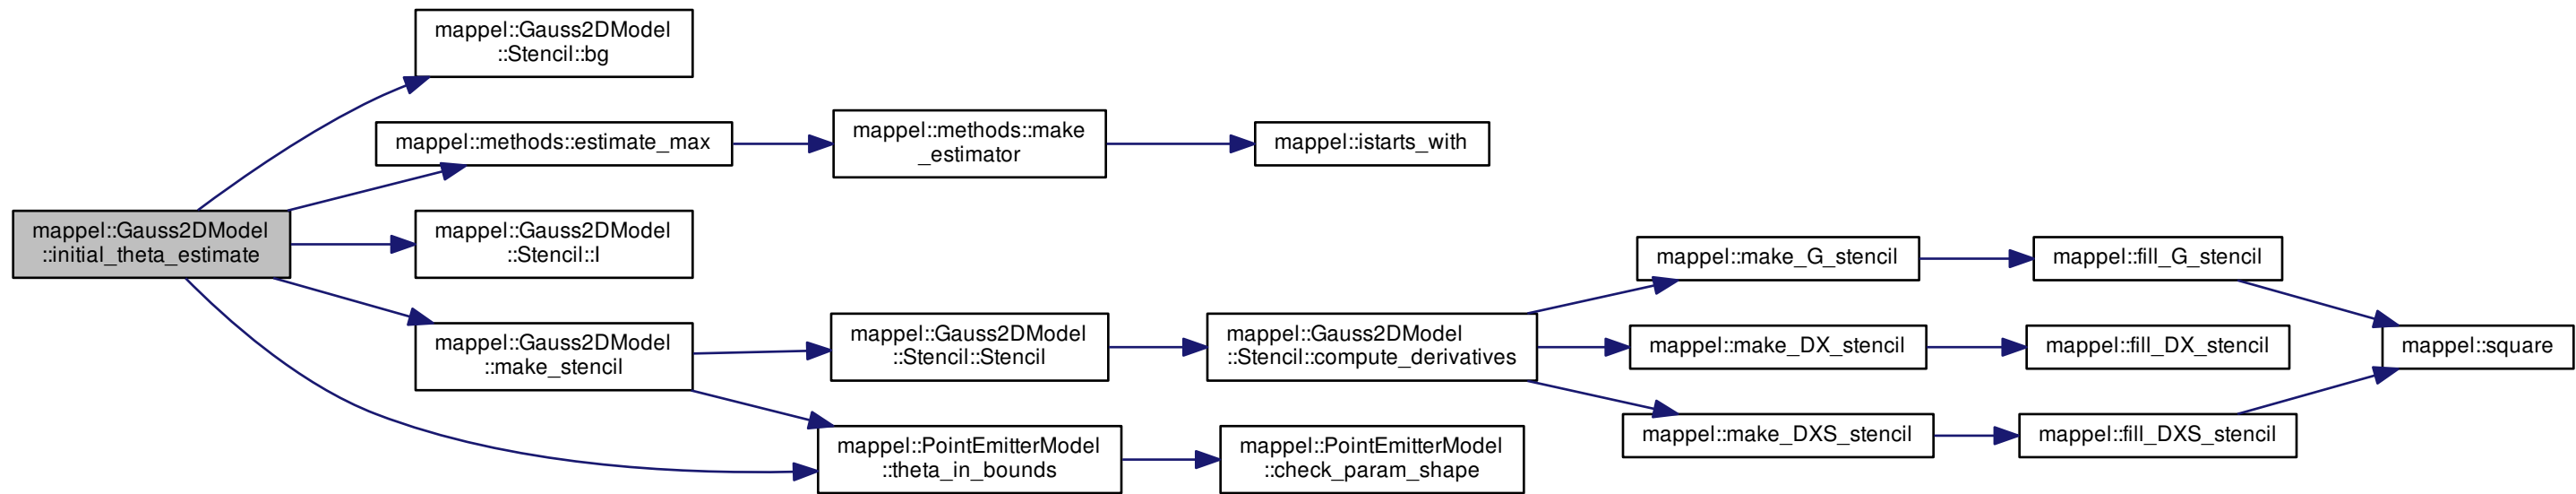 mappel::Gauss2DModel
::initial_theta_estimate
mappel::Gauss2DModel
::Stencil::bg
mappel::methods::estimate_max
mappel::Gauss2DModel
::Stencil::I
mappel::Gauss2DModel
::make_stencil
mappel::methods::make
_estimator
mappel::Gauss2DModel
::Stencil::Stencil
mappel::PointEmitterModel
::theta_in_bounds
mappel::istarts_with
mappel::Gauss2DModel
::Stencil::compute_derivatives
mappel::PointEmitterModel
::check_param_shape
mappel::make_G_stencil
mappel::make_DX_stencil
mappel::make_DXS_stencil
mappel::fill_G_stencil
mappel::fill_DX_stencil
mappel::fill_DXS_stencil
mappel::square